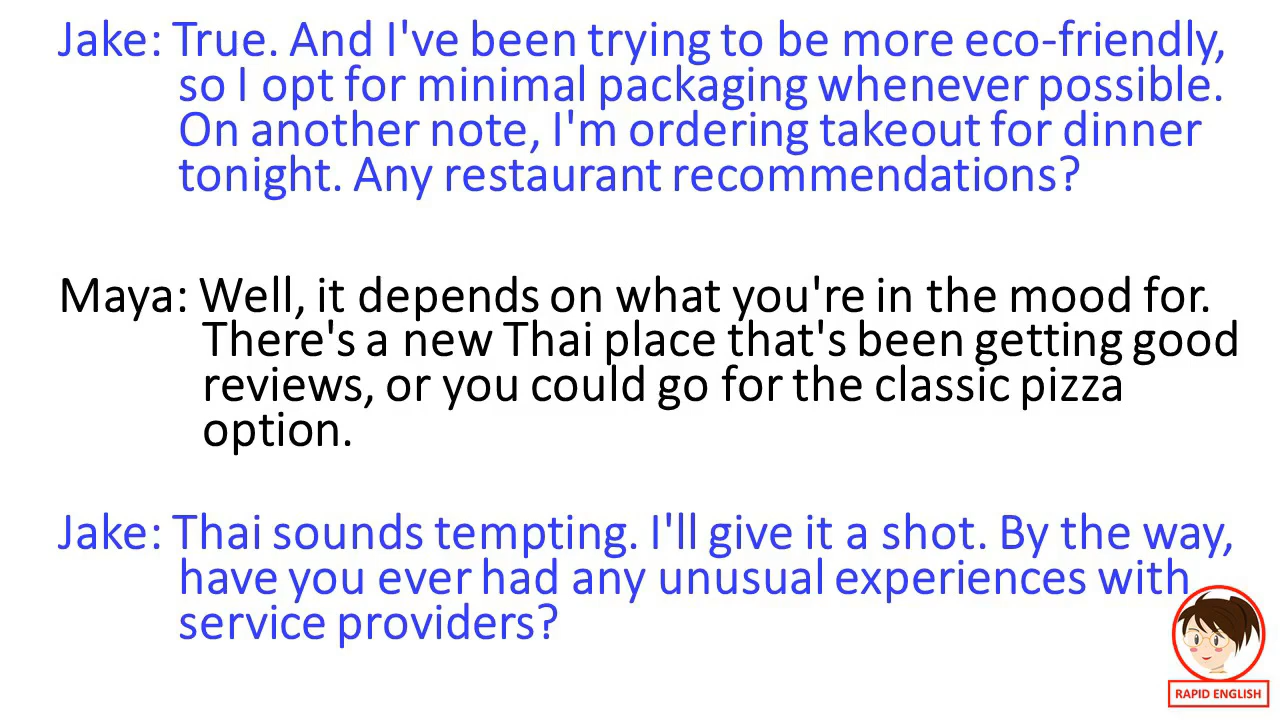 Jake: True. And I've been trying to be more eco-friendly,
so I opt for minimal packaging whenever possible.
On another note, I'm ordering takeout for dinner
tonight. Any restaurant recommendations?
Maya: Well, it depends on what you're in the mood for.
There's a new Thai place that's been getting good
reviews, or you could go for the classic pizza
option.
Jake: Thai sounds tempting. I'll give it a shot. By the way,
have you ever had any unusual experiences with
service providers?
RAPID ENGLISH